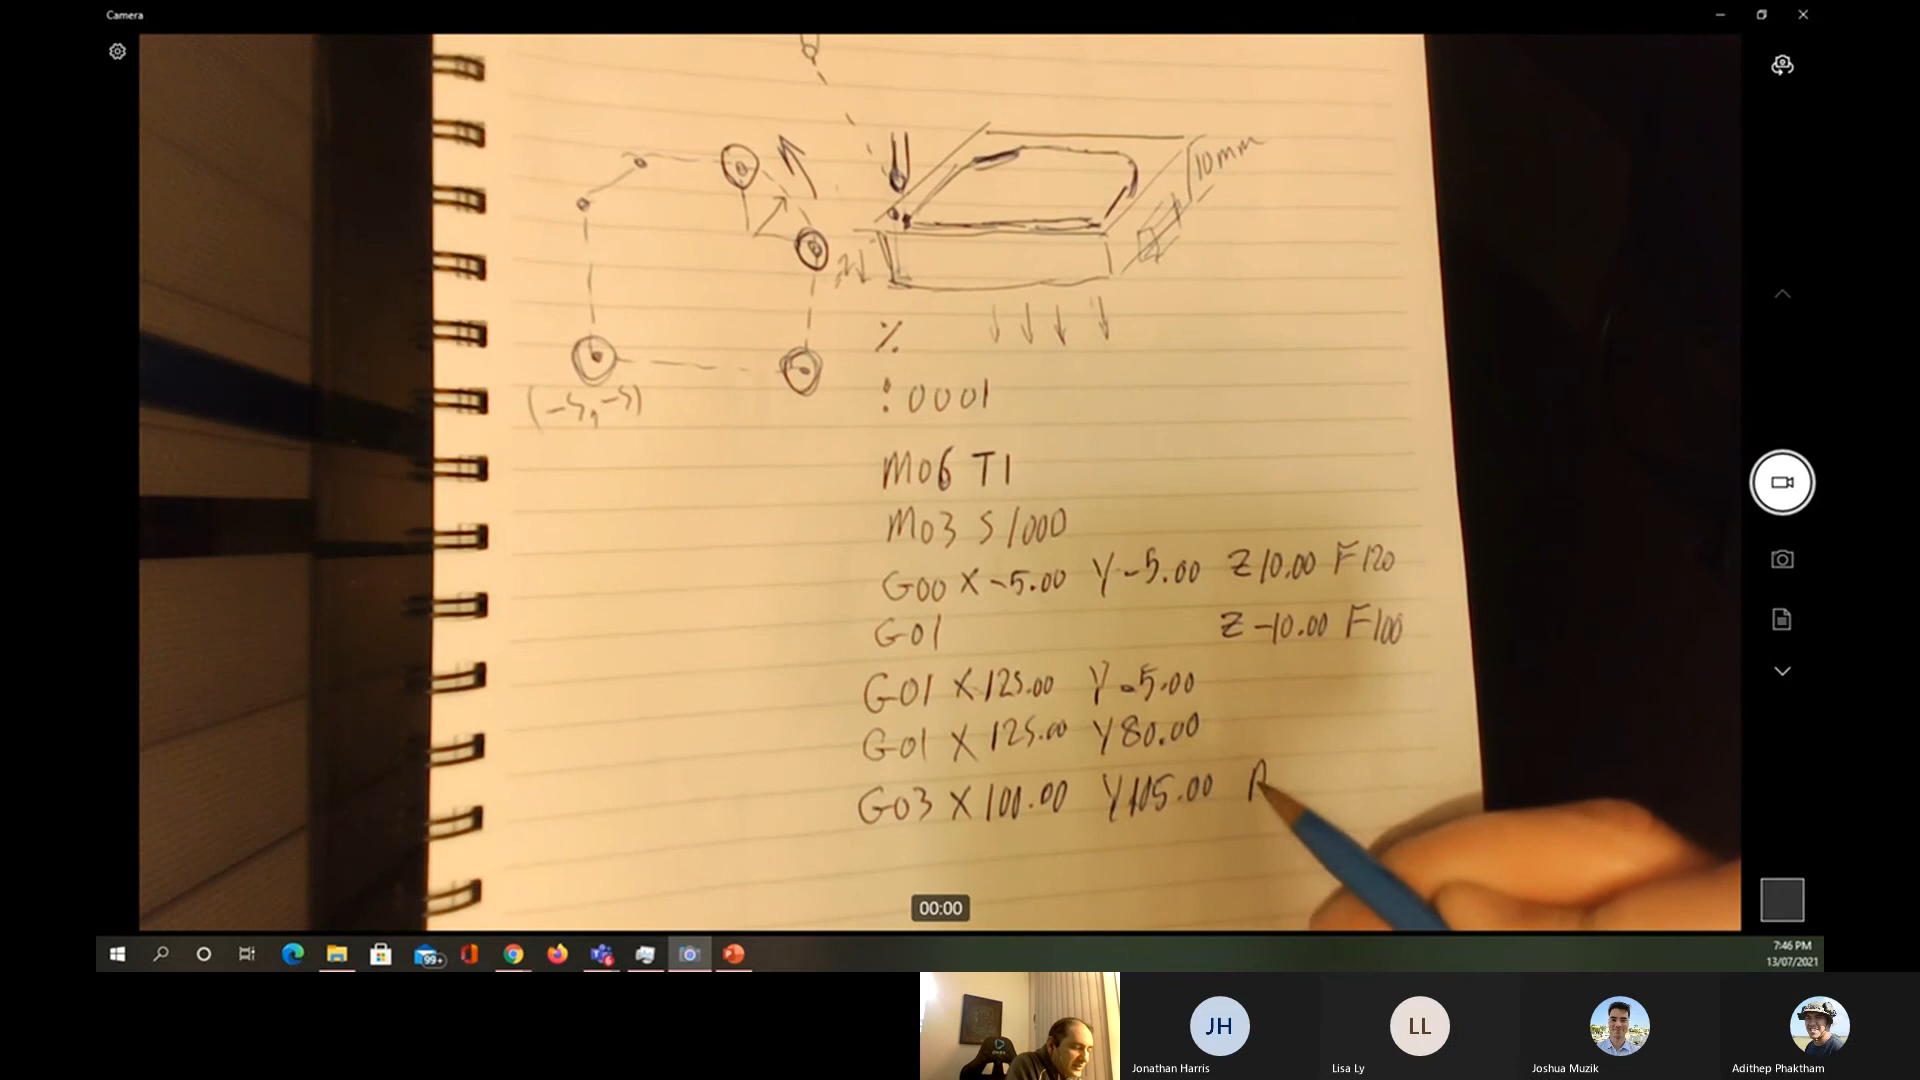 Camera
10mm
(-5,-5)
%
:0001
M06 T1
M03 S1000
G00 X-5.00 Y-5.00 Z10.00 F120
G01 Z-10.00 F100
G01 X125.00 Y-5.00
G01 X125.00 Y80.00
G03 X100.00 Y105.00 R
00:00
99+
7:46 PM
13/07/2021
JH
LL
Jonathan Harris
Lisa Ly
Joshua Muzik
Adithep Phaktham